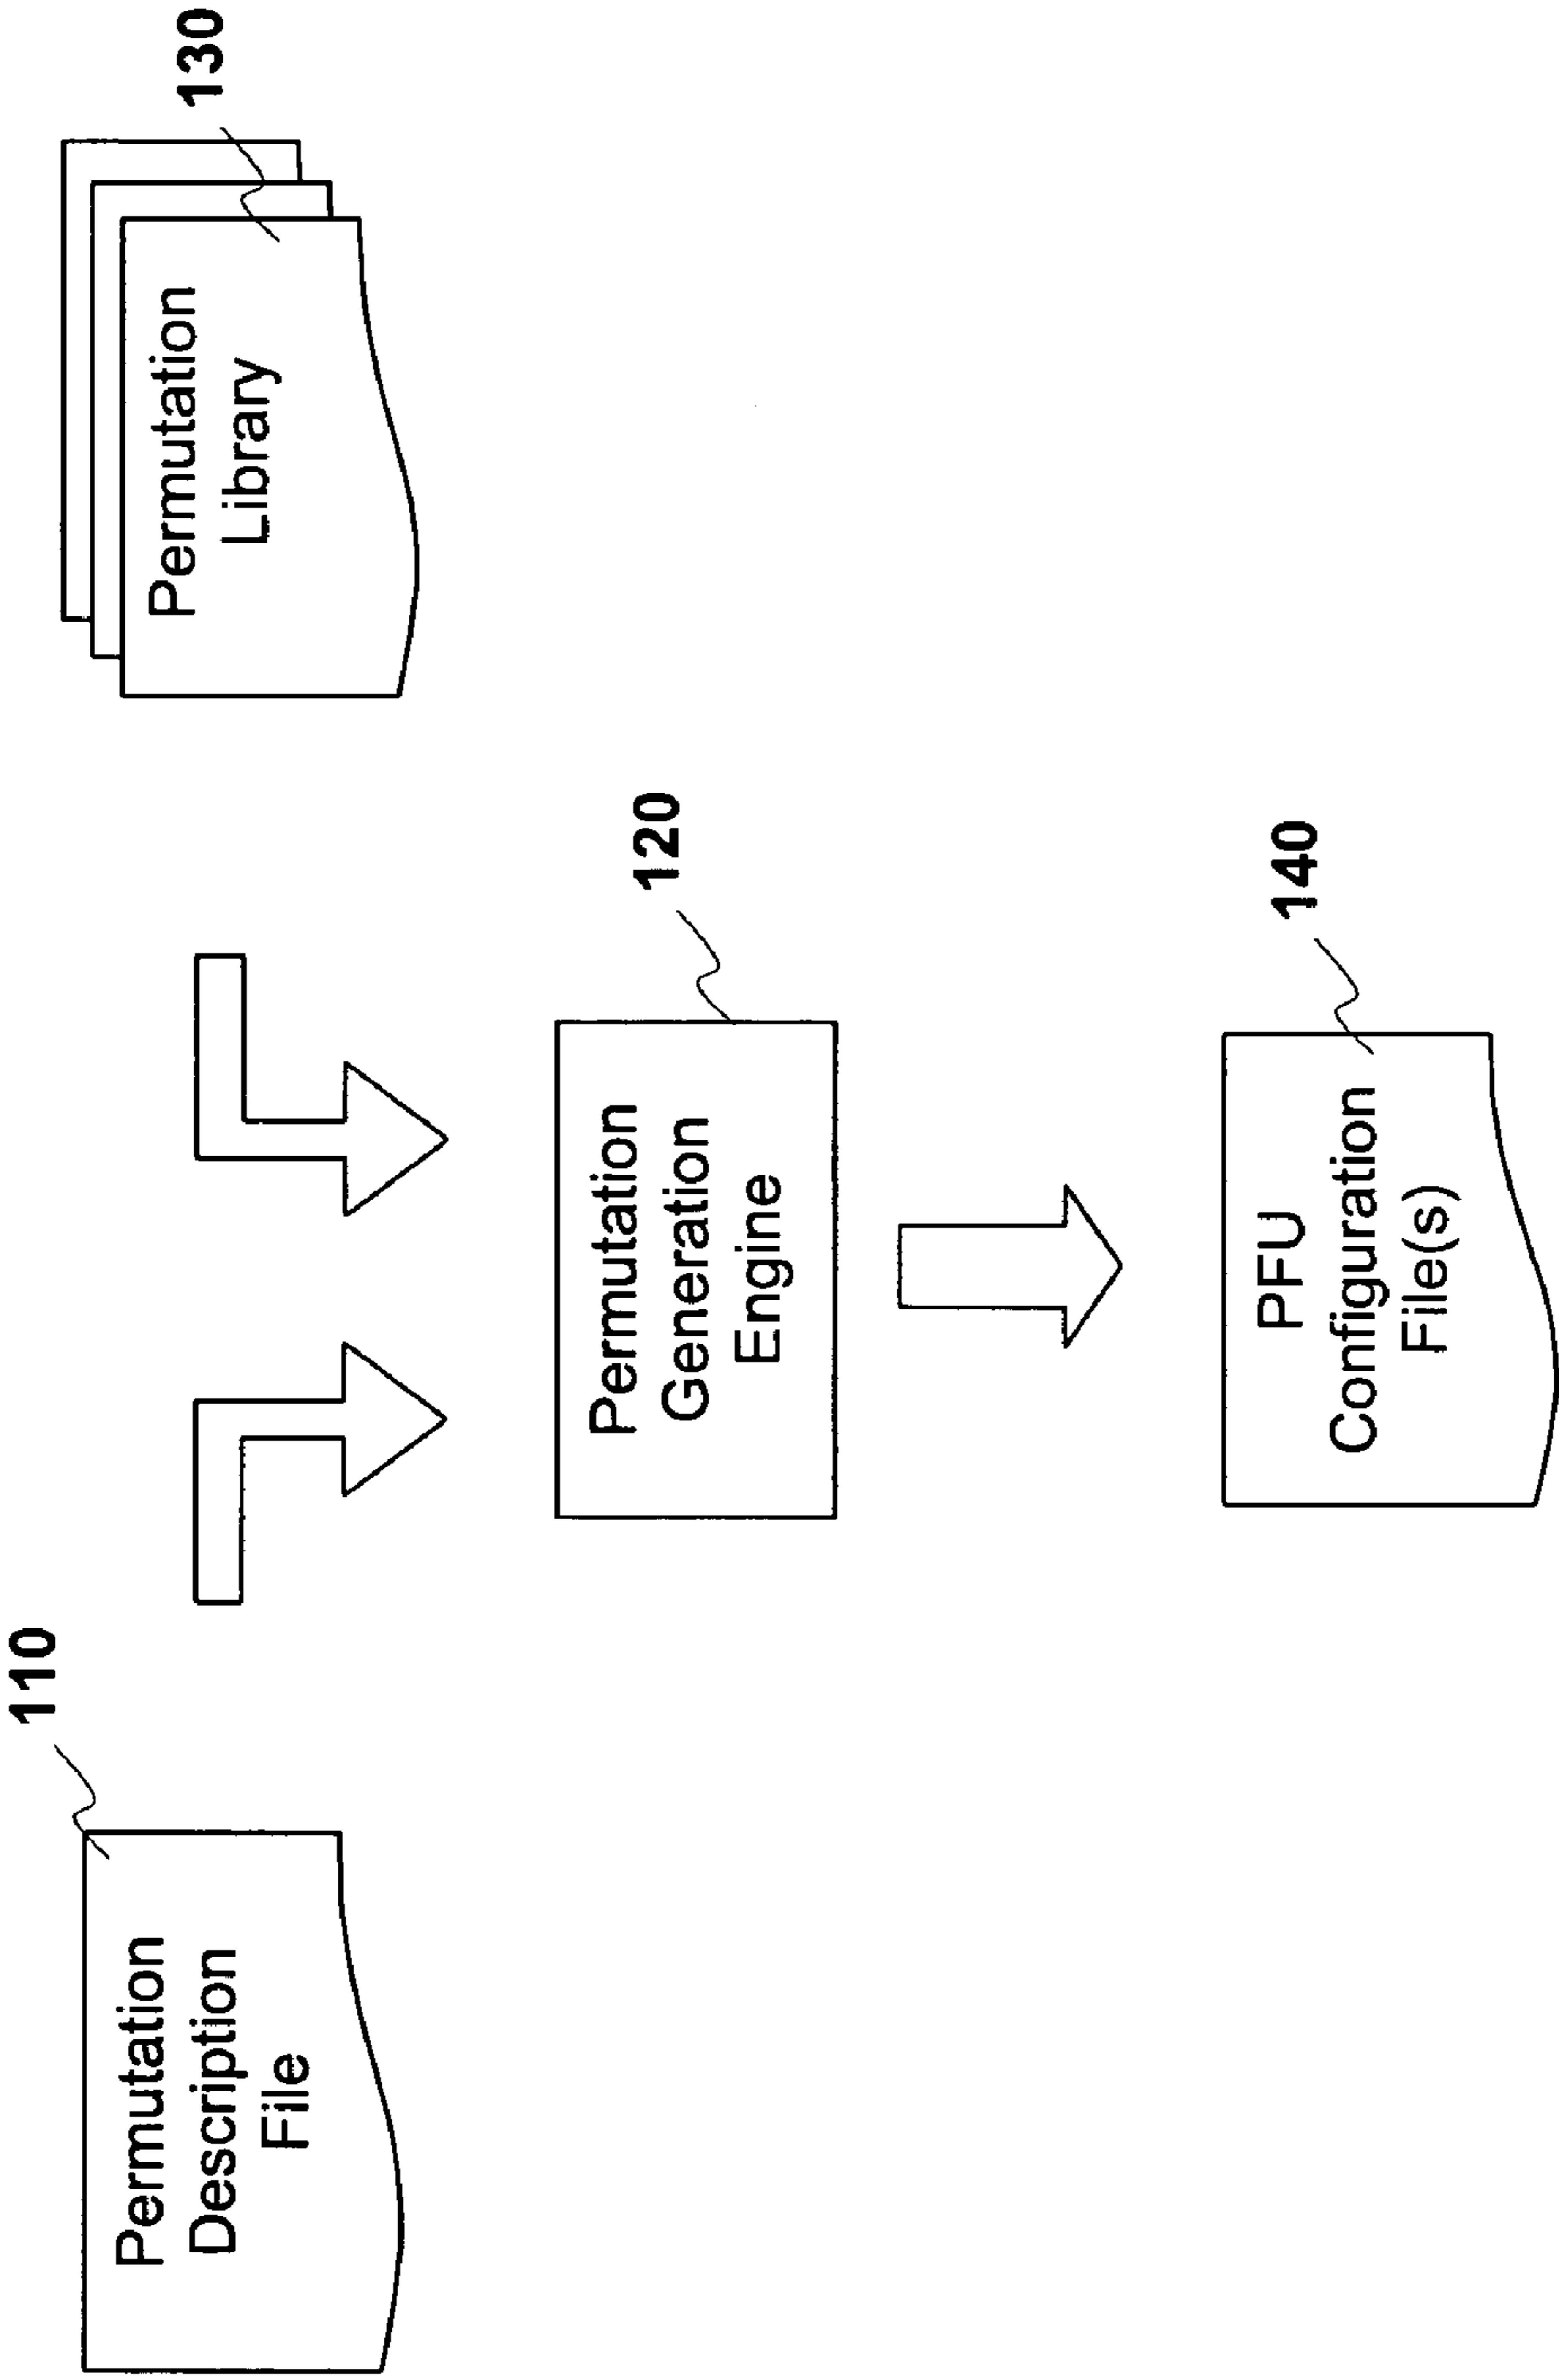 110
Permutation
Description
File
130
Permutation
Library
120
Permutation
Generation
Engine
140
PFU
Configuration
File(s)